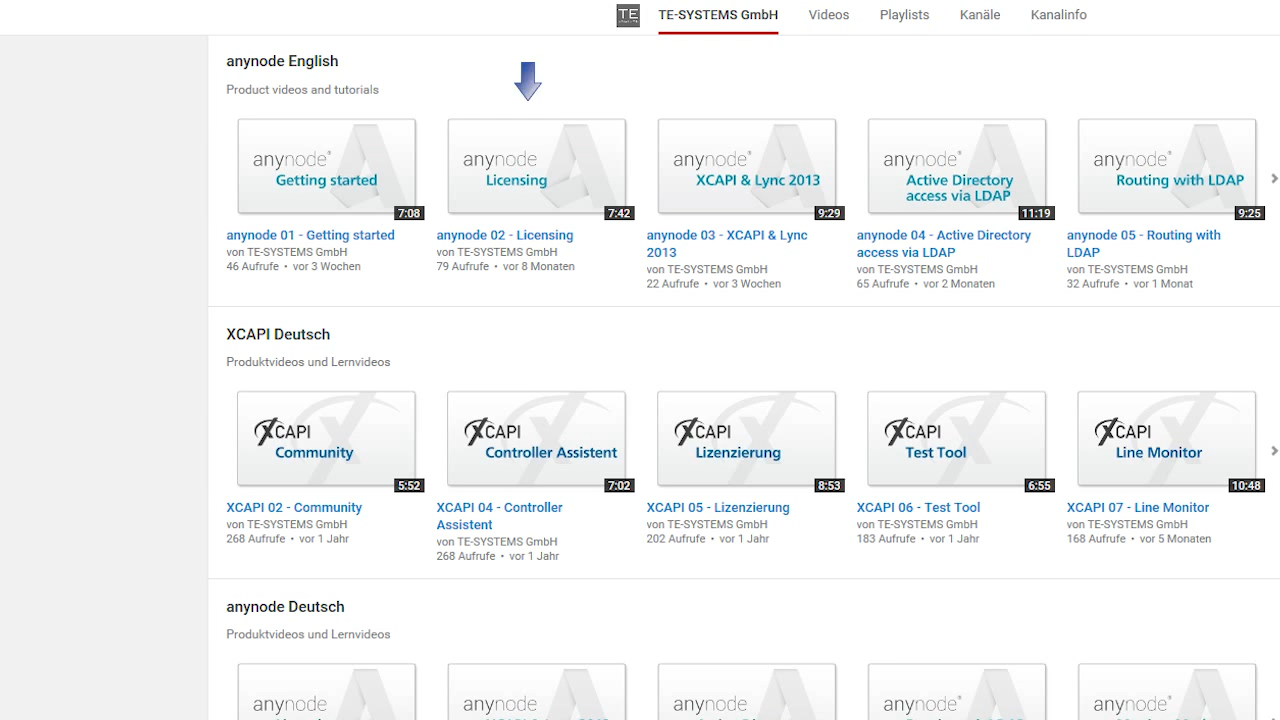 TE
TE-SYSTEMS GmbH
Videos
Playlists
Kanäle
Kanalinfo
anynode English
Product videos and tutorials
anynode®
Getting started
7:08
anynode 01 - Getting started
von TE-SYSTEMS GmbH
46 Aufrufe • vor 3 Wochen
anynode
Licensing
7:42
anynode 02 - Licensing
von TE-SYSTEMS GmbH
79 Aufrufe • vor 8 Monaten
anynode®
XCAPI & Lync 2013
9:29
anynode 03 - XCAPI & Lync
2013
von TE-SYSTEMS GmbH
22 Aufrufe • vor 3 Wochen
anynode®
Active Directory
access via LDAP
11:19
anynode 04 - Active Directory
access via LDAP
von TE-SYSTEMS GmbH
65 Aufrufe • vor 2 Monaten
anynode®
Routing with LDAP
9:25
anynode 05 - Routing with
LDAP
von TE-SYSTEMS GmbH
32 Aufrufe • vor 1 Monat
XCAPI Deutsch
Produktvideos und Lernvideos
XCAPI
Community
5:52
XCAPI 02 - Community
von TE-SYSTEMS GmbH
268 Aufrufe • vor 1 Jahr
XCAPI
Controller Assistent
7:02
XCAPI 04 - Controller
Assistent
von TE-SYSTEMS GmbH
268 Aufrufe • vor 1 Jahr
XCAPI
Lizenzierung
8:53
XCAPI 05 - Lizenzierung
von TE-SYSTEMS GmbH
202 Aufrufe • vor 1 Jahr
XCAPI
Test Tool
6:55
XCAPI 06 - Test Tool
von TE-SYSTEMS GmbH
183 Aufrufe • vor 1 Jahr
XCAPI
Line Monitor
10:48
XCAPI 07 - Line Monitor
von TE-SYSTEMS GmbH
168 Aufrufe • vor 5 Monaten
anynode Deutsch
Produktvideos und Lernvideos
anynode
anynode
anynode
anynode®
anynode®